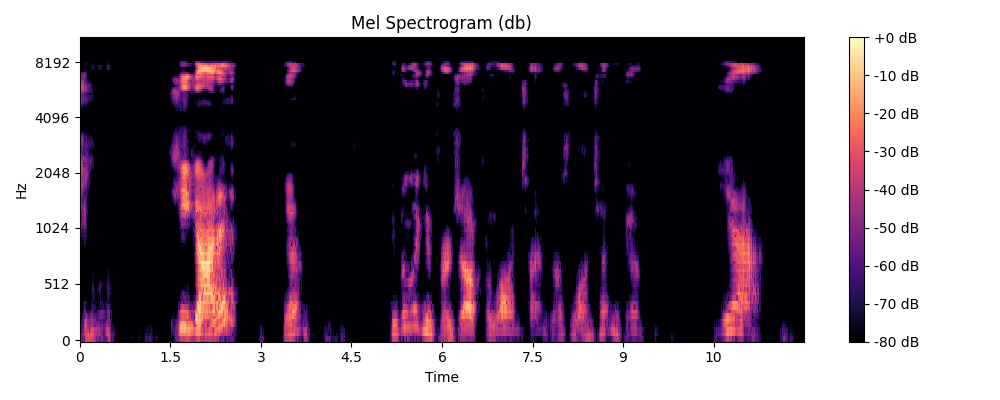 Mel Spectrogram (db)
+0 dB
8192
-10 dB
4096
-20 dB
-30 dB
2048
-40 dB
Hz
1024
-50 dB
-60 dB
512
-70 dB
0
-80 dB
0 1.5 3 4.5 6 7.5 9 10
Time